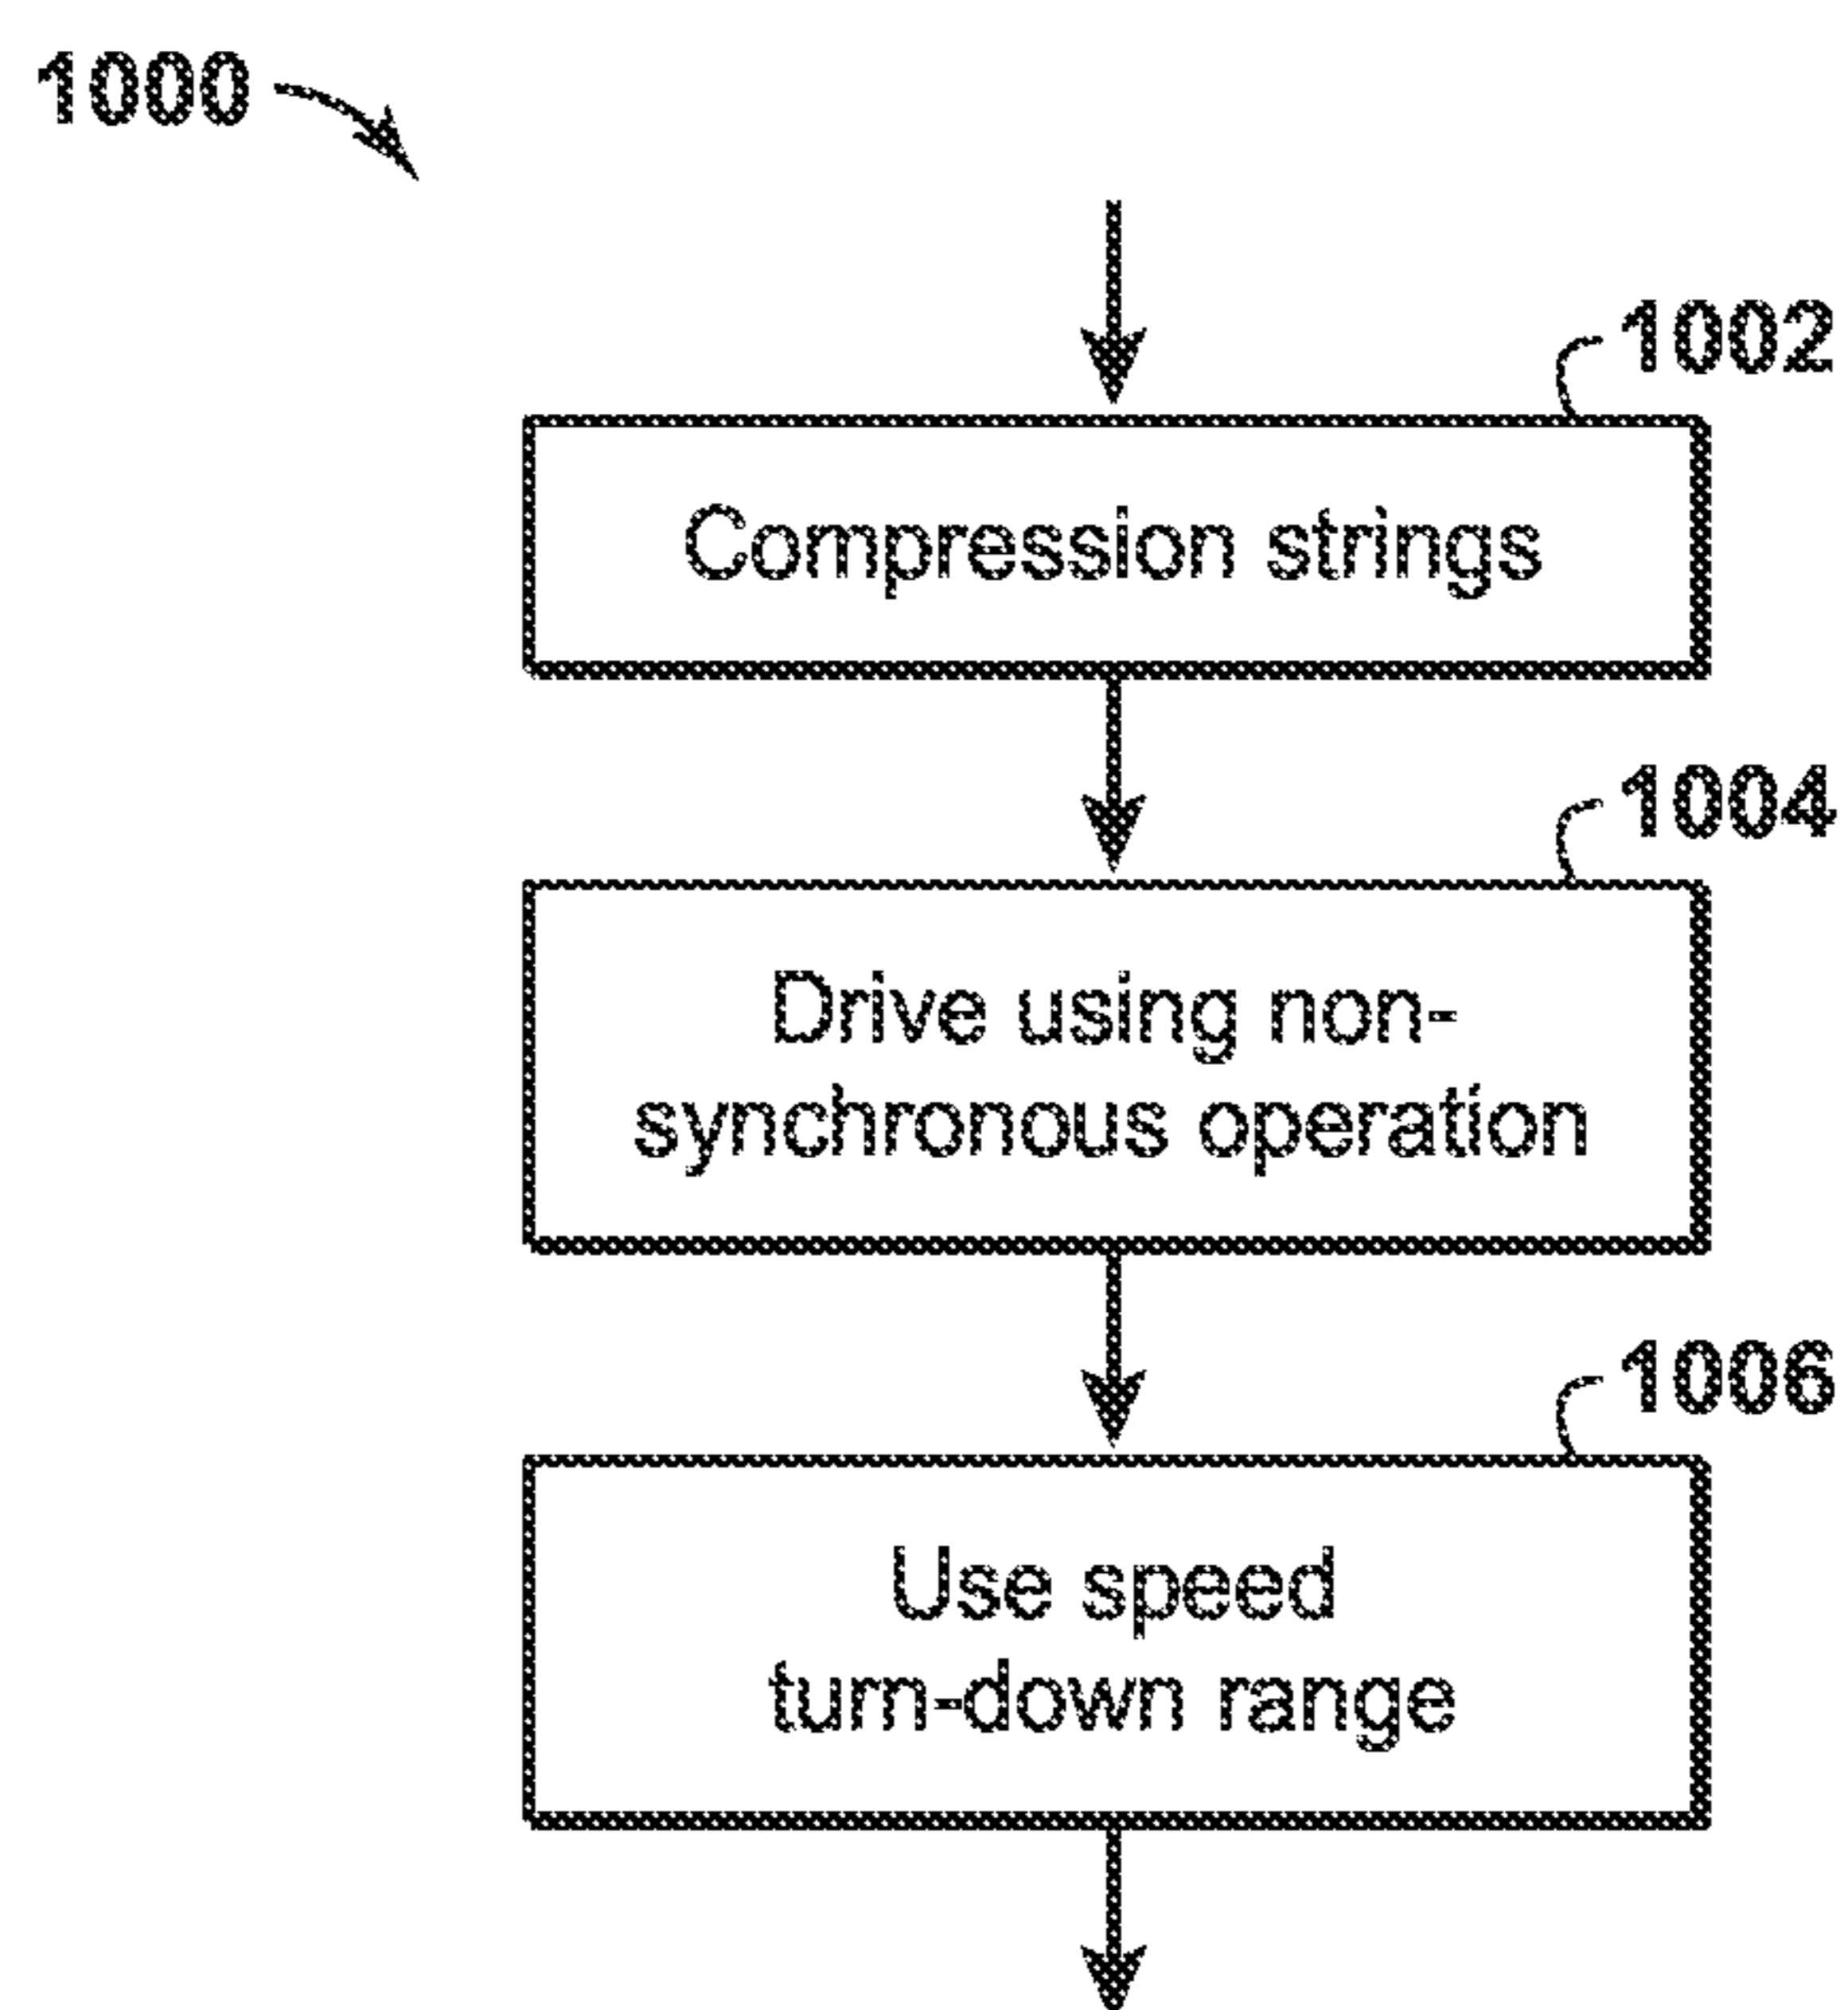 1000
1002
Compression strings
1004
Drive using non-
synchronous operation
1006
Use speed
turn-down range